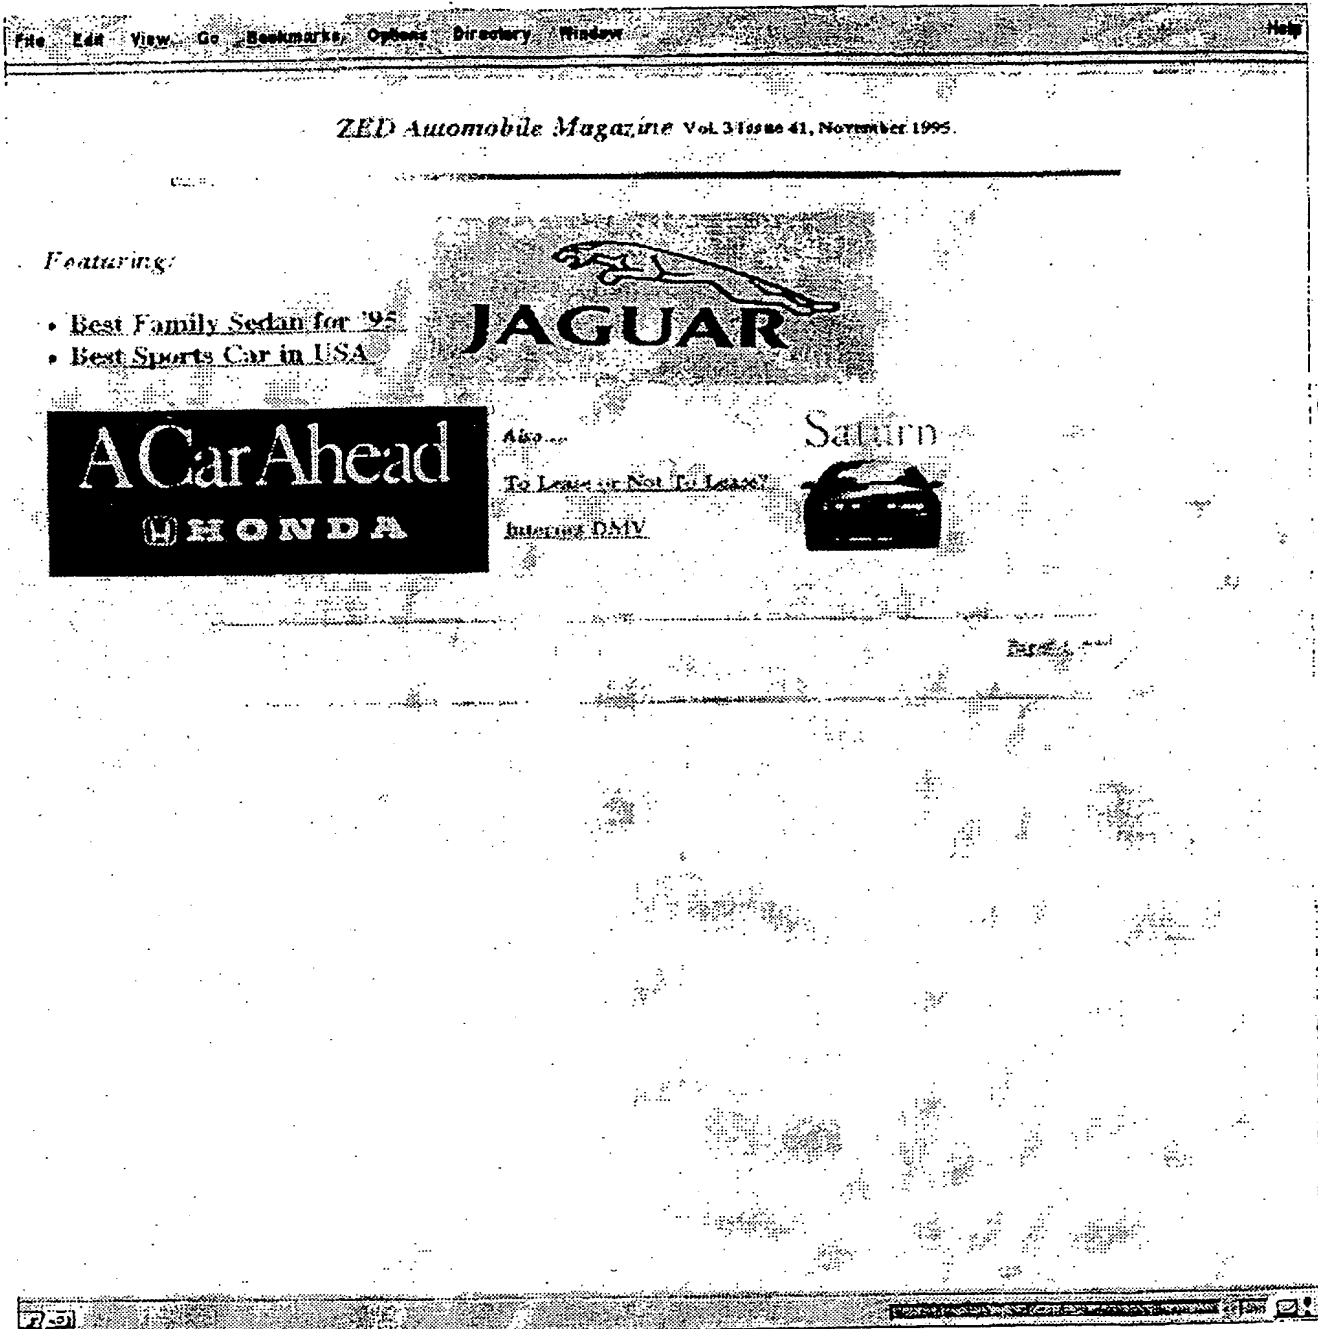 File Edit View Go Bookmarks Options Directory Window Help
ZED Automobile Magazine Vol. 3 Issue 41, November 1995.
Featuring:
• Best Family Sedan for '95
• Best Sports Car in USA
JAGUAR
A Car Ahead
HONDA
Also...
To Lease or Not To Lease?
DMV
Saturn